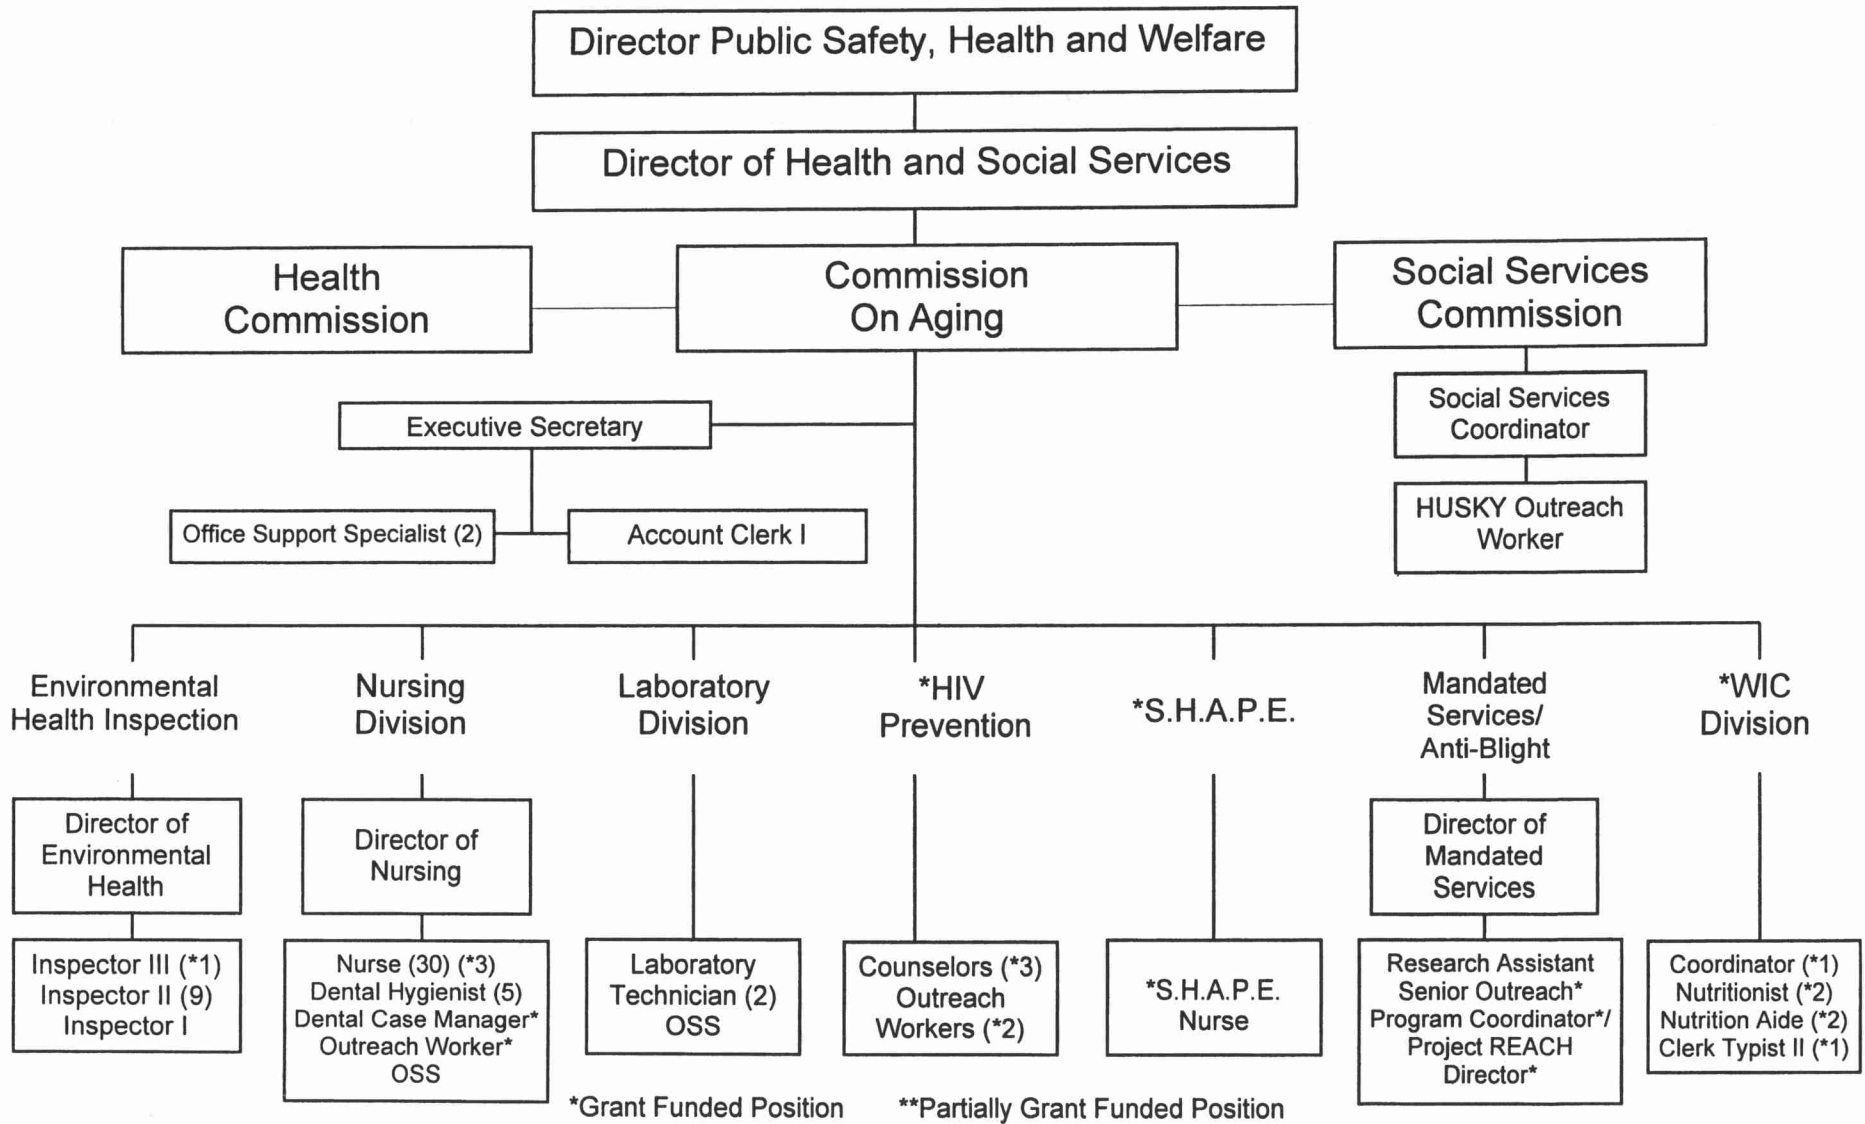 Director Public Safety, Health and Welfare
Director of Health and Social Services
Health
Commission
Commission
On Aging
Social Services
Commission
Social Services
Coordinator
HUSKY Outreach
Worker
Executive Secretary
Office Support Specialist (2)
Account Clerk I
Environmental
Health Inspection
Nursing
Division
Laboratory
Division
*HIV
Prevention
*S.H.A.P.E.
Mandated
Services/
Anti-Blight
*WIC
Division
Director of
Environmental
Health
Director of
Nursing
Director of
Mandated
Services
Inspector III (*1)
Inspector II (9)
Inspector I
Nurse (30) (*3)
Dental Hygienist (5)
Dental Case Manager*
Outreach Worker*
OSS
Laboratory
Technician (2)
OSS
Counselors (*3)
Outreach
Workers (*2)
*S.H.A.P.E.
Nurse
Research Assistant
Senior Outreach*
Program Coordinator*/
Project REACH
Director*
Coordinator (*1)
Nutritionist (*2)
Nutrition Aide (*2)
Clerk Typist II (*1)
*Grant Funded Position
**Partially Grant Funded Position